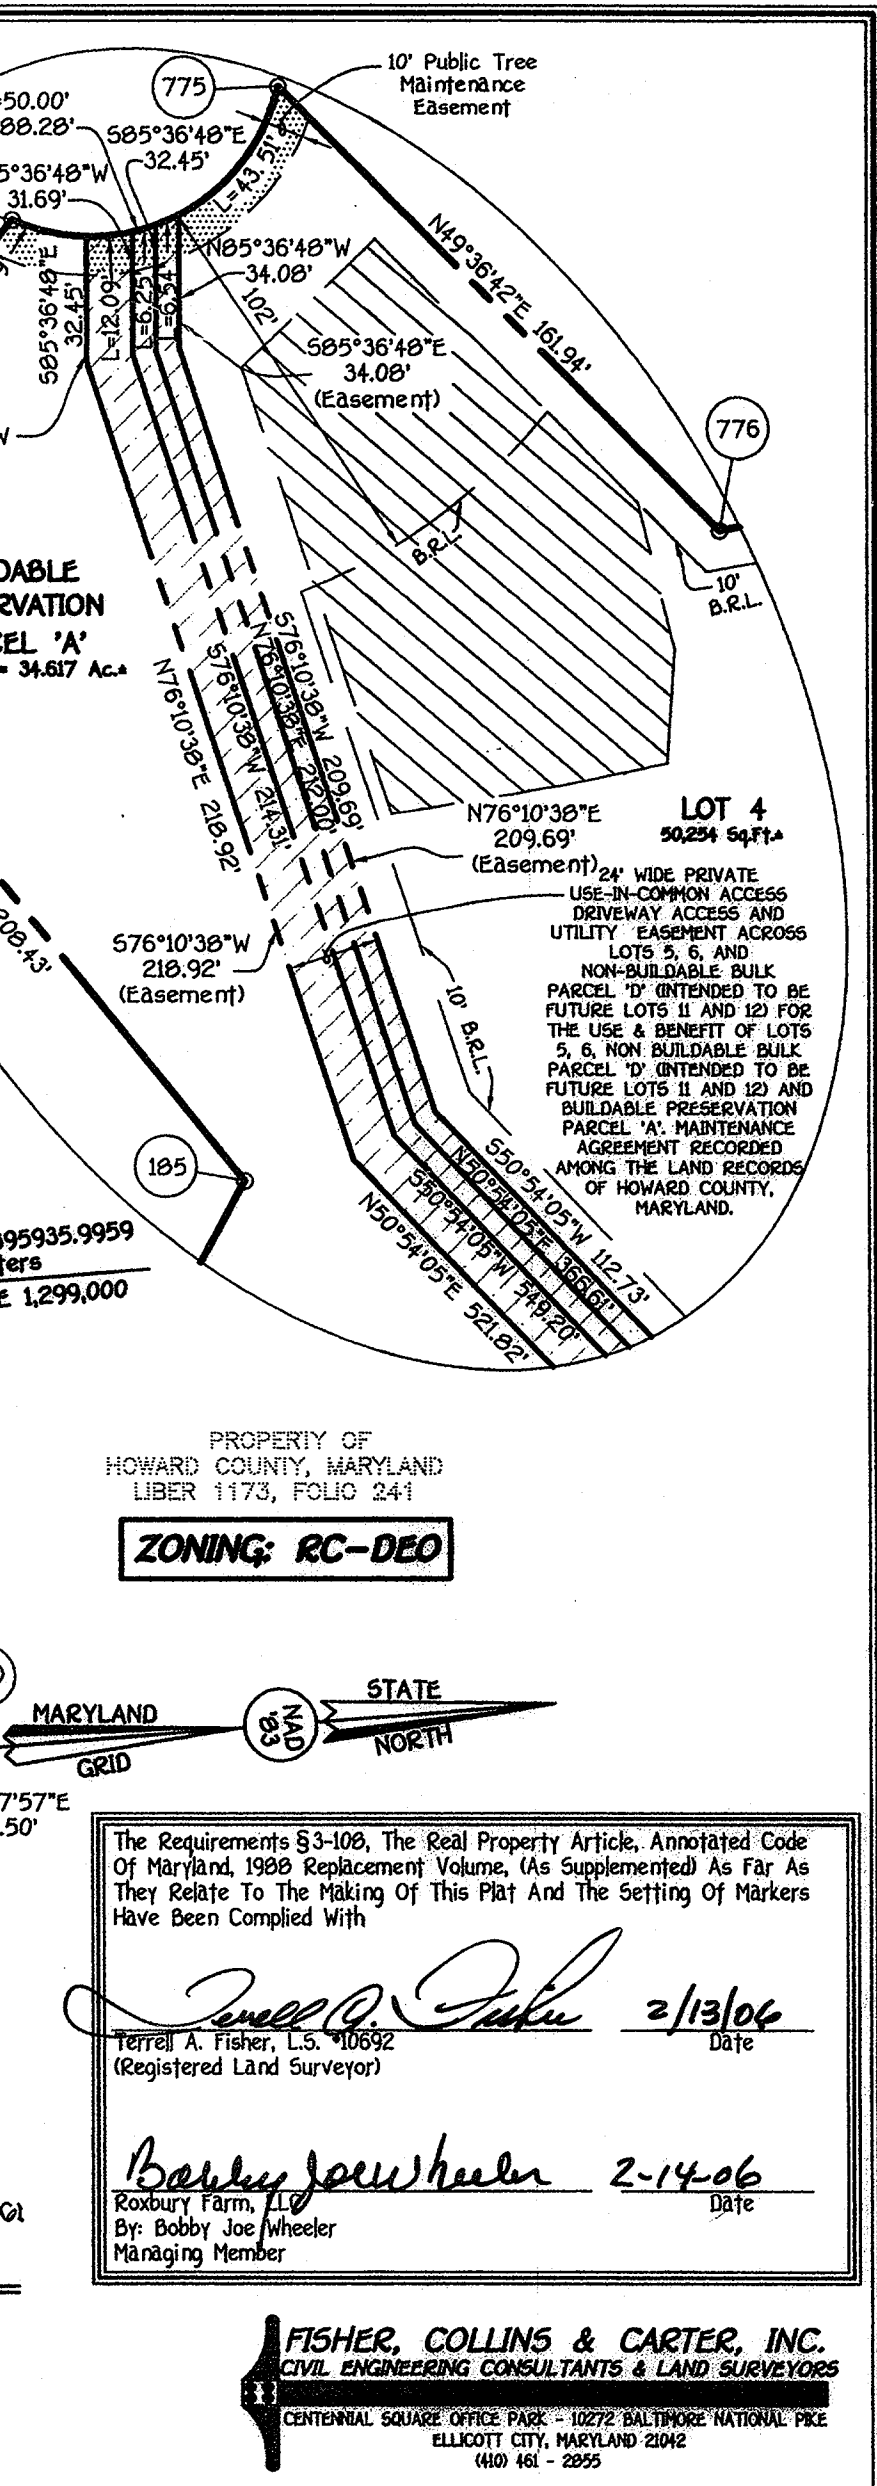 10' Public Tree
Maintenance
Easement
775
=50.00'
88.28'
S85°36'48"E
32.45'
5°36'48"W
31.69'
L=43.51'
S85°36'48"E
32.45'
L=12.09'
L=6.25'
L=6.54'
N85°36'48"W
34.08'
102'
S85°36'48"E
34.08'
(Easement)
N49°36'42"E 161.94'
776
B.R.L.
10'
B.R.L.
DABLE
RVATION
CEL 'A'
= 34.617 Ac.±
N76°10'38"E 218.92'
S76°10'38"W 214.31'
N76°10'38"E 212.00'
S76°10'38"W 209.69'
N76°10'38"E
209.69'
(Easement)
LOT 4
50,254 Sq.Ft.±
24' WIDE PRIVATE
USE-IN-COMMON ACCESS
DRIVEWAY ACCESS AND
UTILITY EASEMENT ACROSS
LOTS 5, 6, AND
NON-BUILDABLE BULK
PARCEL 'D' (INTENDED TO BE
FUTURE LOTS 11 AND 12) FOR
THE USE & BENEFIT OF LOTS
5, 6, NON BUILDABLE BULK
PARCEL 'D' (INTENDED TO BE
FUTURE LOTS 11 AND 12) AND
BUILDABLE PRESERVATION
PARCEL 'A'. MAINTENANCE
AGREEMENT RECORDED
AMONG THE LAND RECORDS
OF HOWARD COUNTY,
MARYLAND.
208.43'
S76°10'38"W
218.92'
(Easement)
10' B.R.L.
185
N50°54'05"E 521.82'
S50°54'05"W 549.20'
N50°54'05"E 366.61'
S50°54'05"W 112.73'
95935.9959
ters
E 1,299,000
PROPERTY OF
HOWARD COUNTY, MARYLAND
LIBER 1173, FOLIO 241
ZONING: RC-DEO
MARYLAND
GRID
NAD
'83
STATE
NORTH
7'57"E
.50'
The Requirements §3-108, The Real Property Article, Annotated Code
Of Maryland, 1988 Replacement Volume, (As Supplemented) As Far As
They Relate To The Making Of This Plat And The Setting Of Markers
Have Been Complied With
Terrell A. Fisher 2/13/06
Terrell A. Fisher, L.S. #10692 Date
(Registered Land Surveyor)
Bobby Joe Wheeler 2-14-06
Roxbury Farm, LLC Date
By: Bobby Joe Wheeler
Managing Member
FISHER, COLLINS & CARTER, INC.
CIVIL ENGINEERING CONSULTANTS & LAND SURVEYORS
CENTENNIAL SQUARE OFFICE PARK - 10272 BALTIMORE NATIONAL PIKE
ELLICOTT CITY, MARYLAND 21042
(410) 461 - 2855